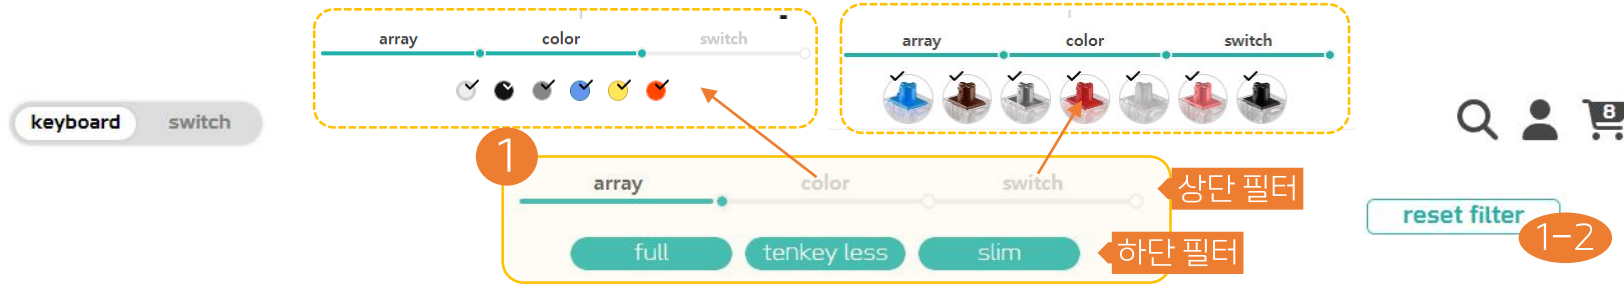 keyboard switch
array color switch
array color switch
8
1
array color switch
상단 필터
full tenkey less slim
하단 필터
reset filter
1-2